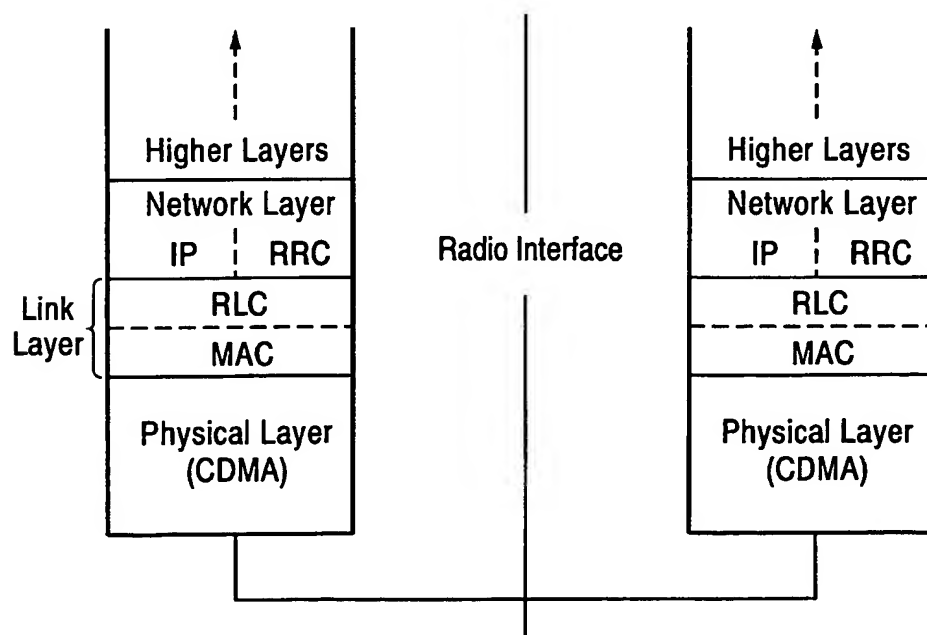 Higher Layers
Network Layer
IP RRC
Link
Layer
RLC
MAC
Physical Layer
(CDMA)
Radio Interface
Higher Layers
Network Layer
IP RRC
RLC
MAC
Physical Layer
(CDMA)